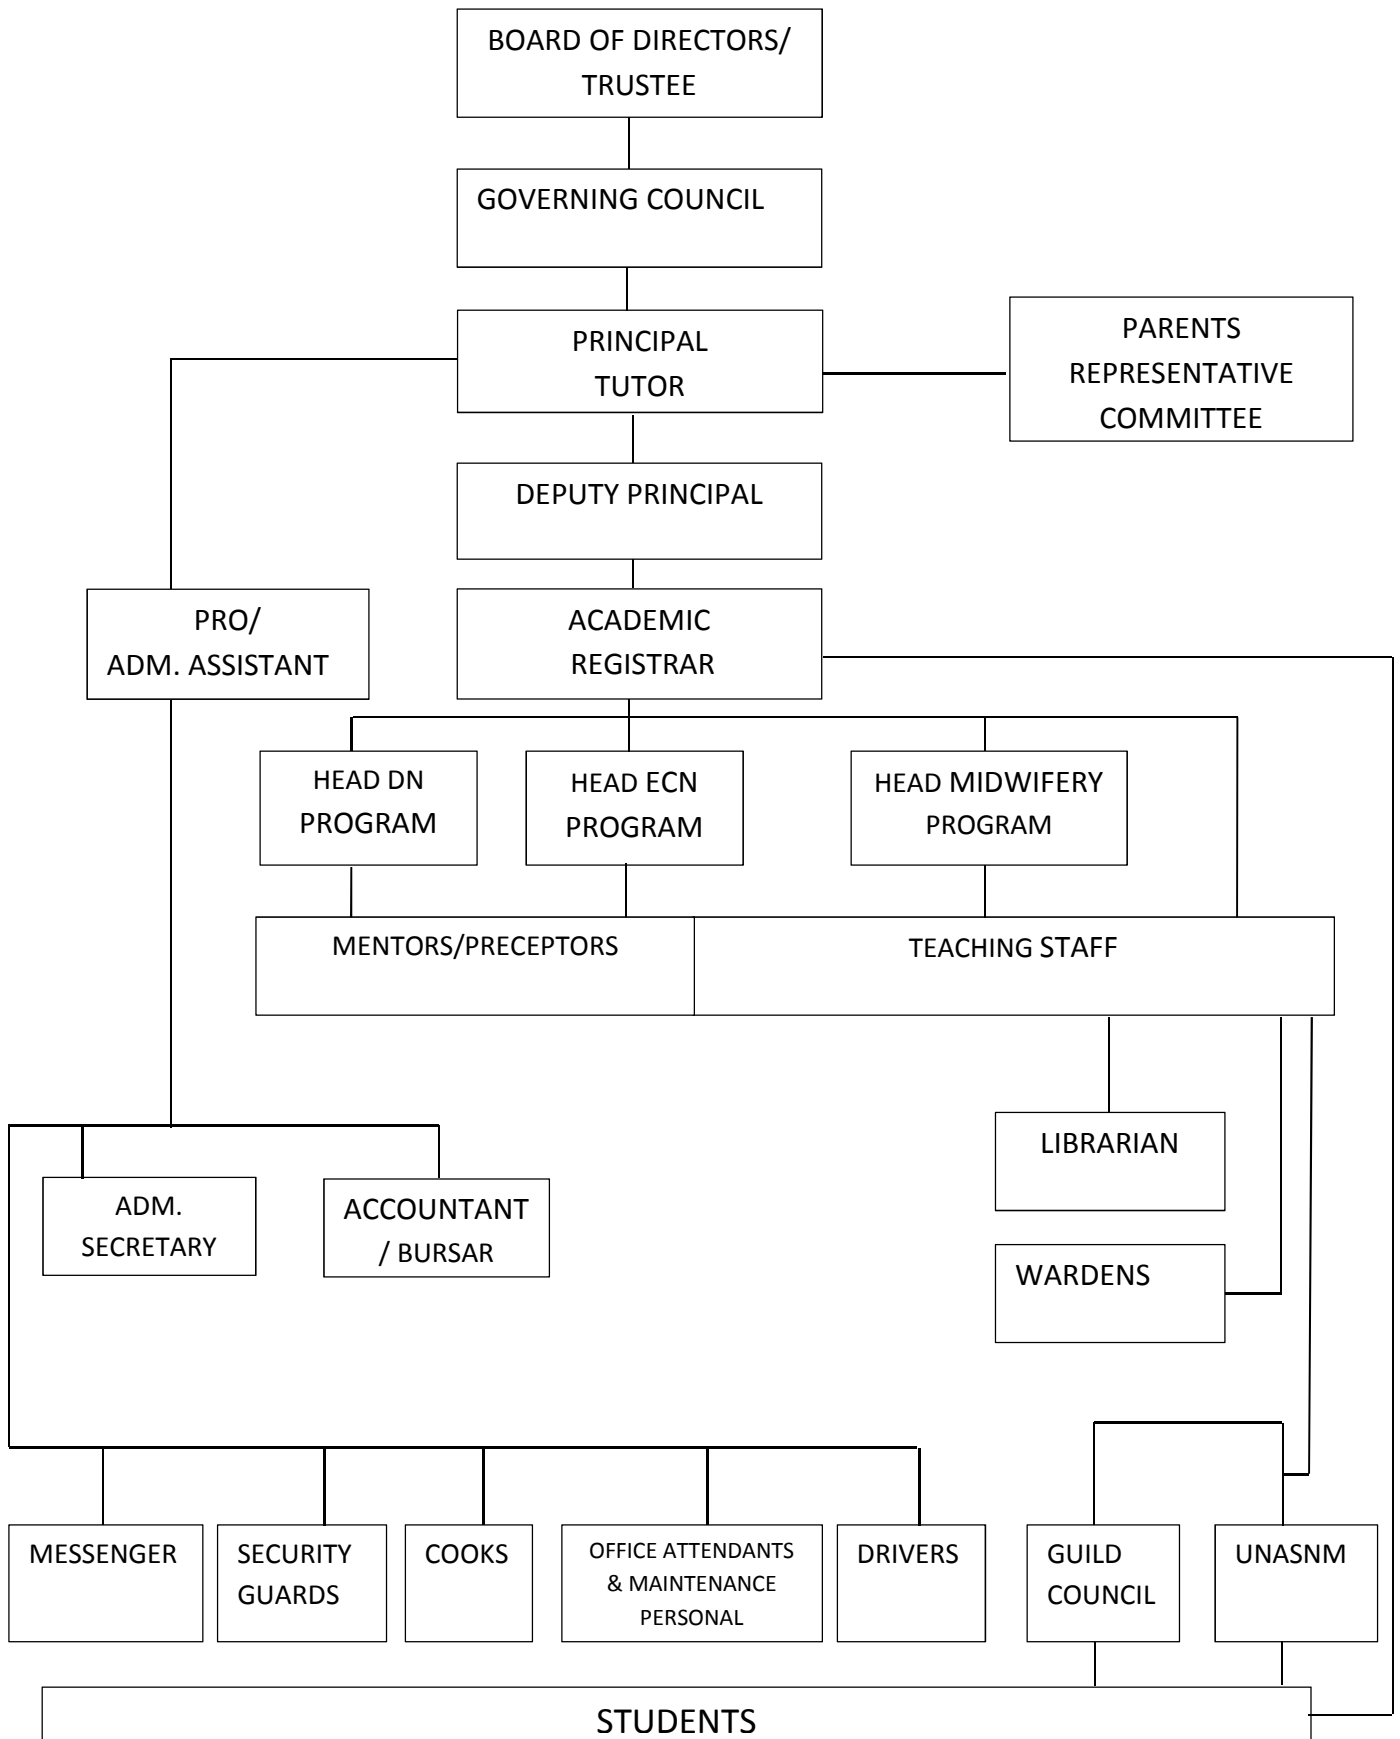 BOARD OF DIRECTORS/
TRUSTEE
GOVERNING COUNCIL
PRINCIPAL
TUTOR
PARENTS
REPRESENTATIVE
COMMITTEE
DEPUTY PRINCIPAL
PRO/
ADM. ASSISTANT
ACADEMIC
REGISTRAR
HEAD DN
PROGRAM
HEAD ECN
PROGRAM
HEAD MIDWIFERY
PROGRAM
MENTORS/PRECEPTORS
TEACHING STAFF
LIBRARIAN
ADM.
SECRETARY
ACCOUNTANT
/ BURSAR
WARDENS
MESSENGER
SECURITY
GUARDS
COOKS
OFFICE ATTENDANTS
& MAINTENANCE
PERSONAL
DRIVERS
GUILD
COUNCIL
UNASNM
STUDENTS